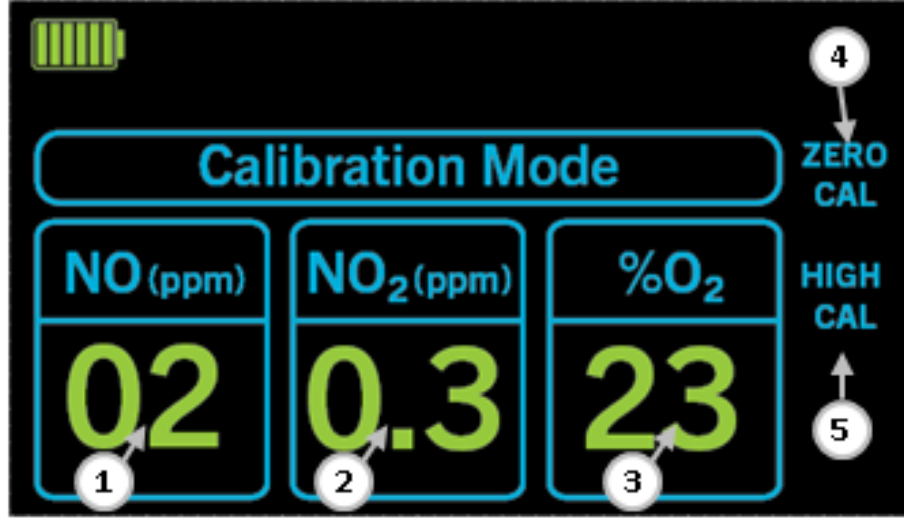 4
Calibration Mode
ZERO
CAL
NO (ppm)
NO₂ (ppm)
%O₂
HIGH
CAL
02
0.3
23
1
2
3
5